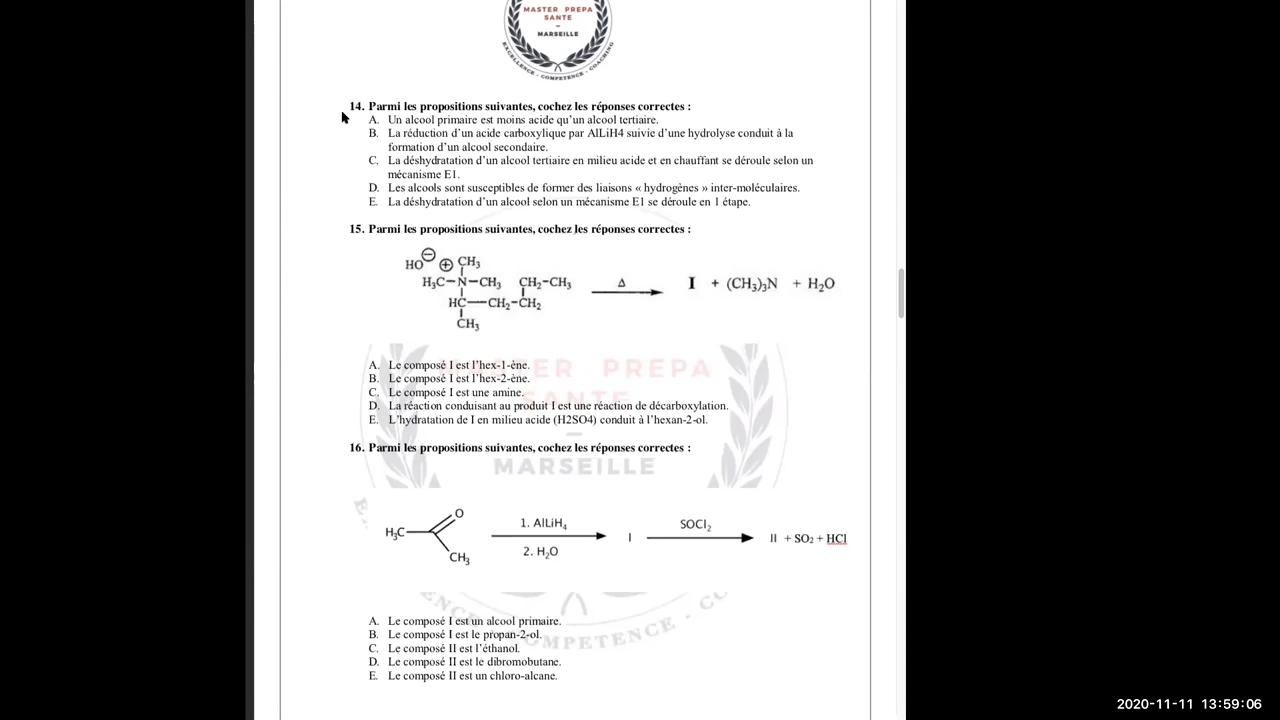 MASTER PREPA
SANTE
–
MARSEILLE
EXCELLENCE - COMPETENCE - COACHING
14. Parmi les propositions suivantes, cochez les réponses correctes :
A. Un alcool primaire est moins acide qu’un alcool tertiaire.
B. La réduction d’un acide carboxylique par AlLiH4 suivie d’une hydrolyse conduit à la
formation d’un alcool secondaire.
C. La déshydratation d’un alcool tertiaire en milieu acide et en chauffant se déroule selon un
mécanisme E1.
D. Les alcools sont susceptibles de former des liaisons « hydrogènes » inter-moléculaires.
E. La déshydratation d’un alcool selon un mécanisme E1 se déroule en 1 étape.
15. Parmi les propositions suivantes, cochez les réponses correctes :
HO⊖ ⊕ CH₃
H₃C–N–CH₃ CH₂–CH₃ Δ I + (CH₃)₃N + H₂O
HC–CH₂–CH₂
CH₃
MASTER PREPA
SANTE
–
MARSEILLE
A. Le composé I est l’hex-1-ène.
B. Le composé I est l’hex-2-ène.
C. Le composé I est une amine.
D. La réaction conduisant au produit I est une réaction de décarboxylation.
E. L’hydratation de I en milieu acide (H2SO4) conduit à l’hexan-2-ol.
16. Parmi les propositions suivantes, cochez les réponses correctes :
O
H₃C
CH₃
1. AlLiH₄
2. H₂O
I
SOCl₂
II + SO₂ + HCl
A. Le composé I est un alcool primaire.
B. Le composé I est le propan-2-ol.
C. Le composé II est l’éthanol.
D. Le composé II est le dibromobutane.
E. Le composé II est un chloro-alcane.
ENCE - COMPETENCE - CO
2020-11-11 13:59:06